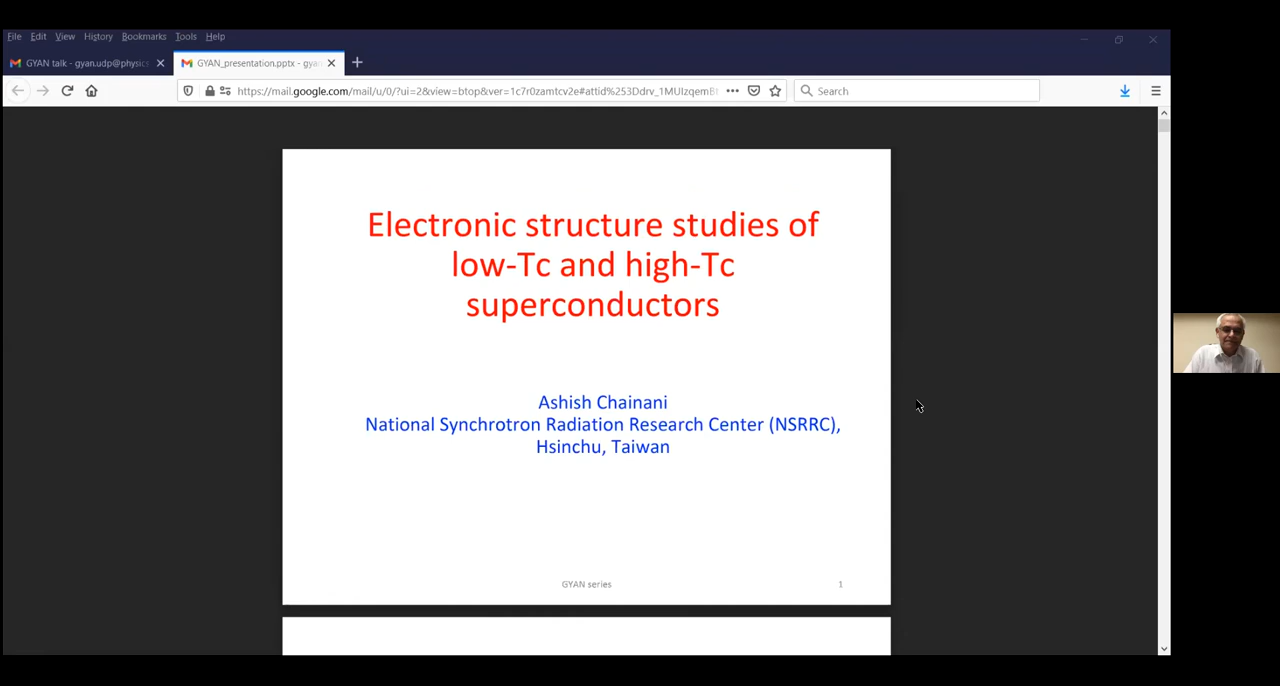 File Edit View History Bookmarks Tools Help
GYAN talk - gyan.udp@physics
GYAN_presentation.pptx - gyan
https://mail.google.com/mail/u/0/?ui=2&view=btop&ver=1c7r0zamtcv2e#attid%253Ddrv_1MUIzqemB
Search
Electronic structure studies of
low-Tc and high-Tc
superconductors
Ashish Chainani
National Synchrotron Radiation Research Center (NSRRC),
Hsinchu, Taiwan
GYAN series
1